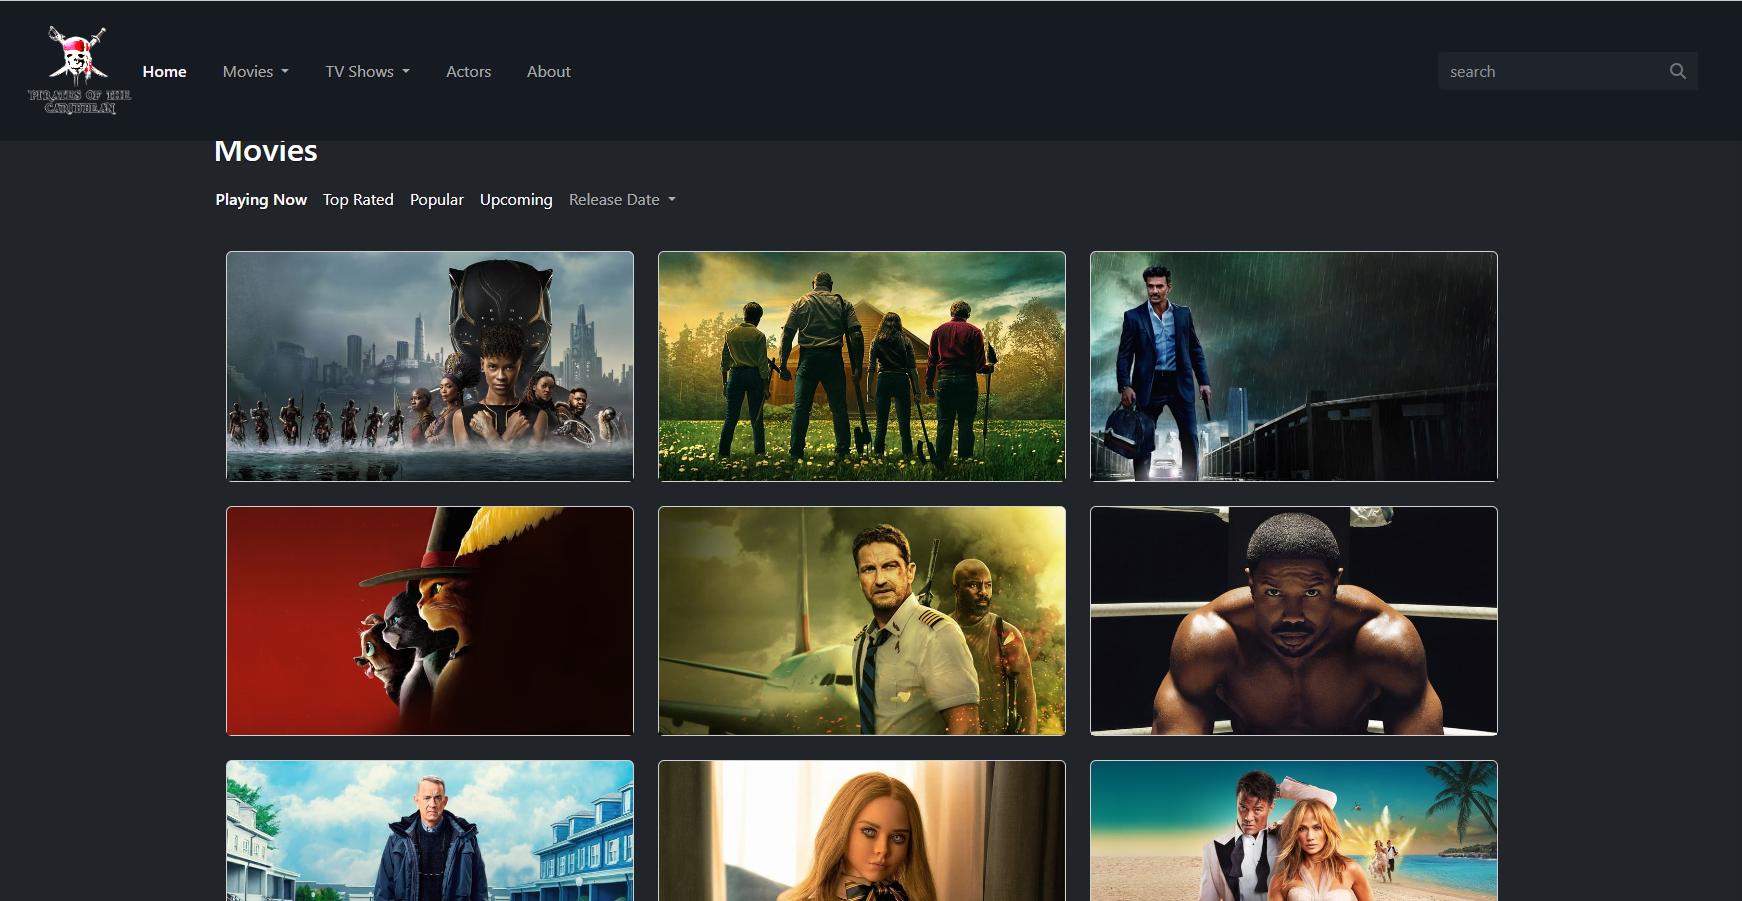 PIRATES OF THE
CARIBBEAN
Home
Movies
TV Shows
Actors
About
search
Movies
Playing Now
Top Rated
Popular
Upcoming
Release Date